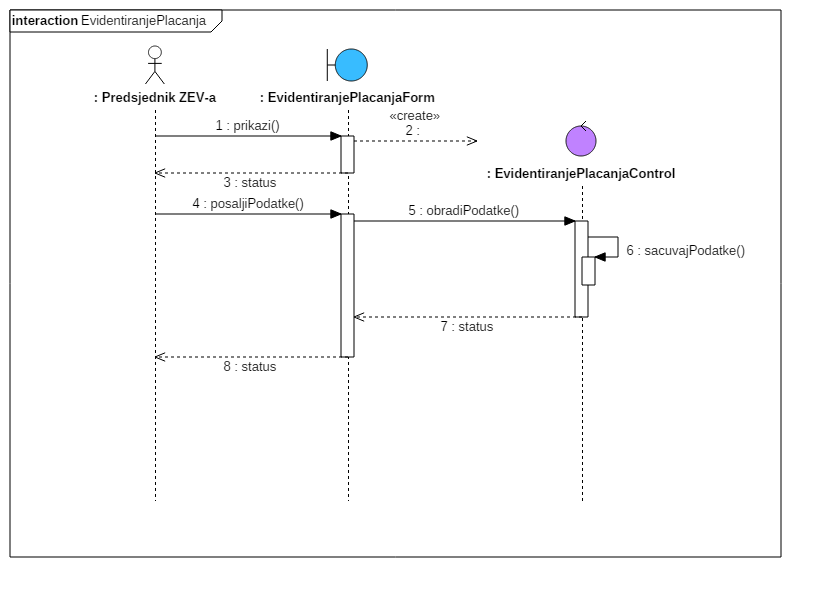 interaction EvidentiranjePlacanja
: Predsjednik ZEV-a
: EvidentiranjePlacanjaForm
«create»
1 : prikazi()
2 :
: EvidentiranjePlacanjaControl
3 : status
4 : posaljiPodatke()
5 : obradiPodatke()
6 : sacuvajPodatke()
7 : status
8 : status